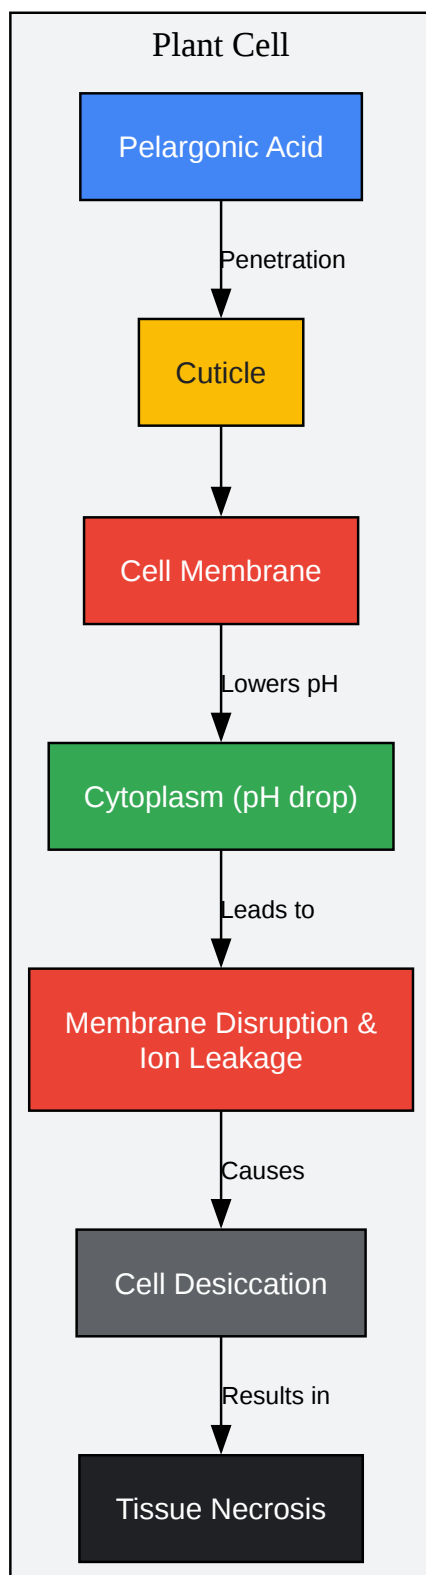 Plant Cell
Pelargonic Acid
Penetration
Cuticle
Cell Membrane
Lowers pH
Cytoplasm (pH drop)
Leads to
Membrane Disruption &
Ion Leakage
Causes
Cell Desiccation
Results in
Tissue Necrosis